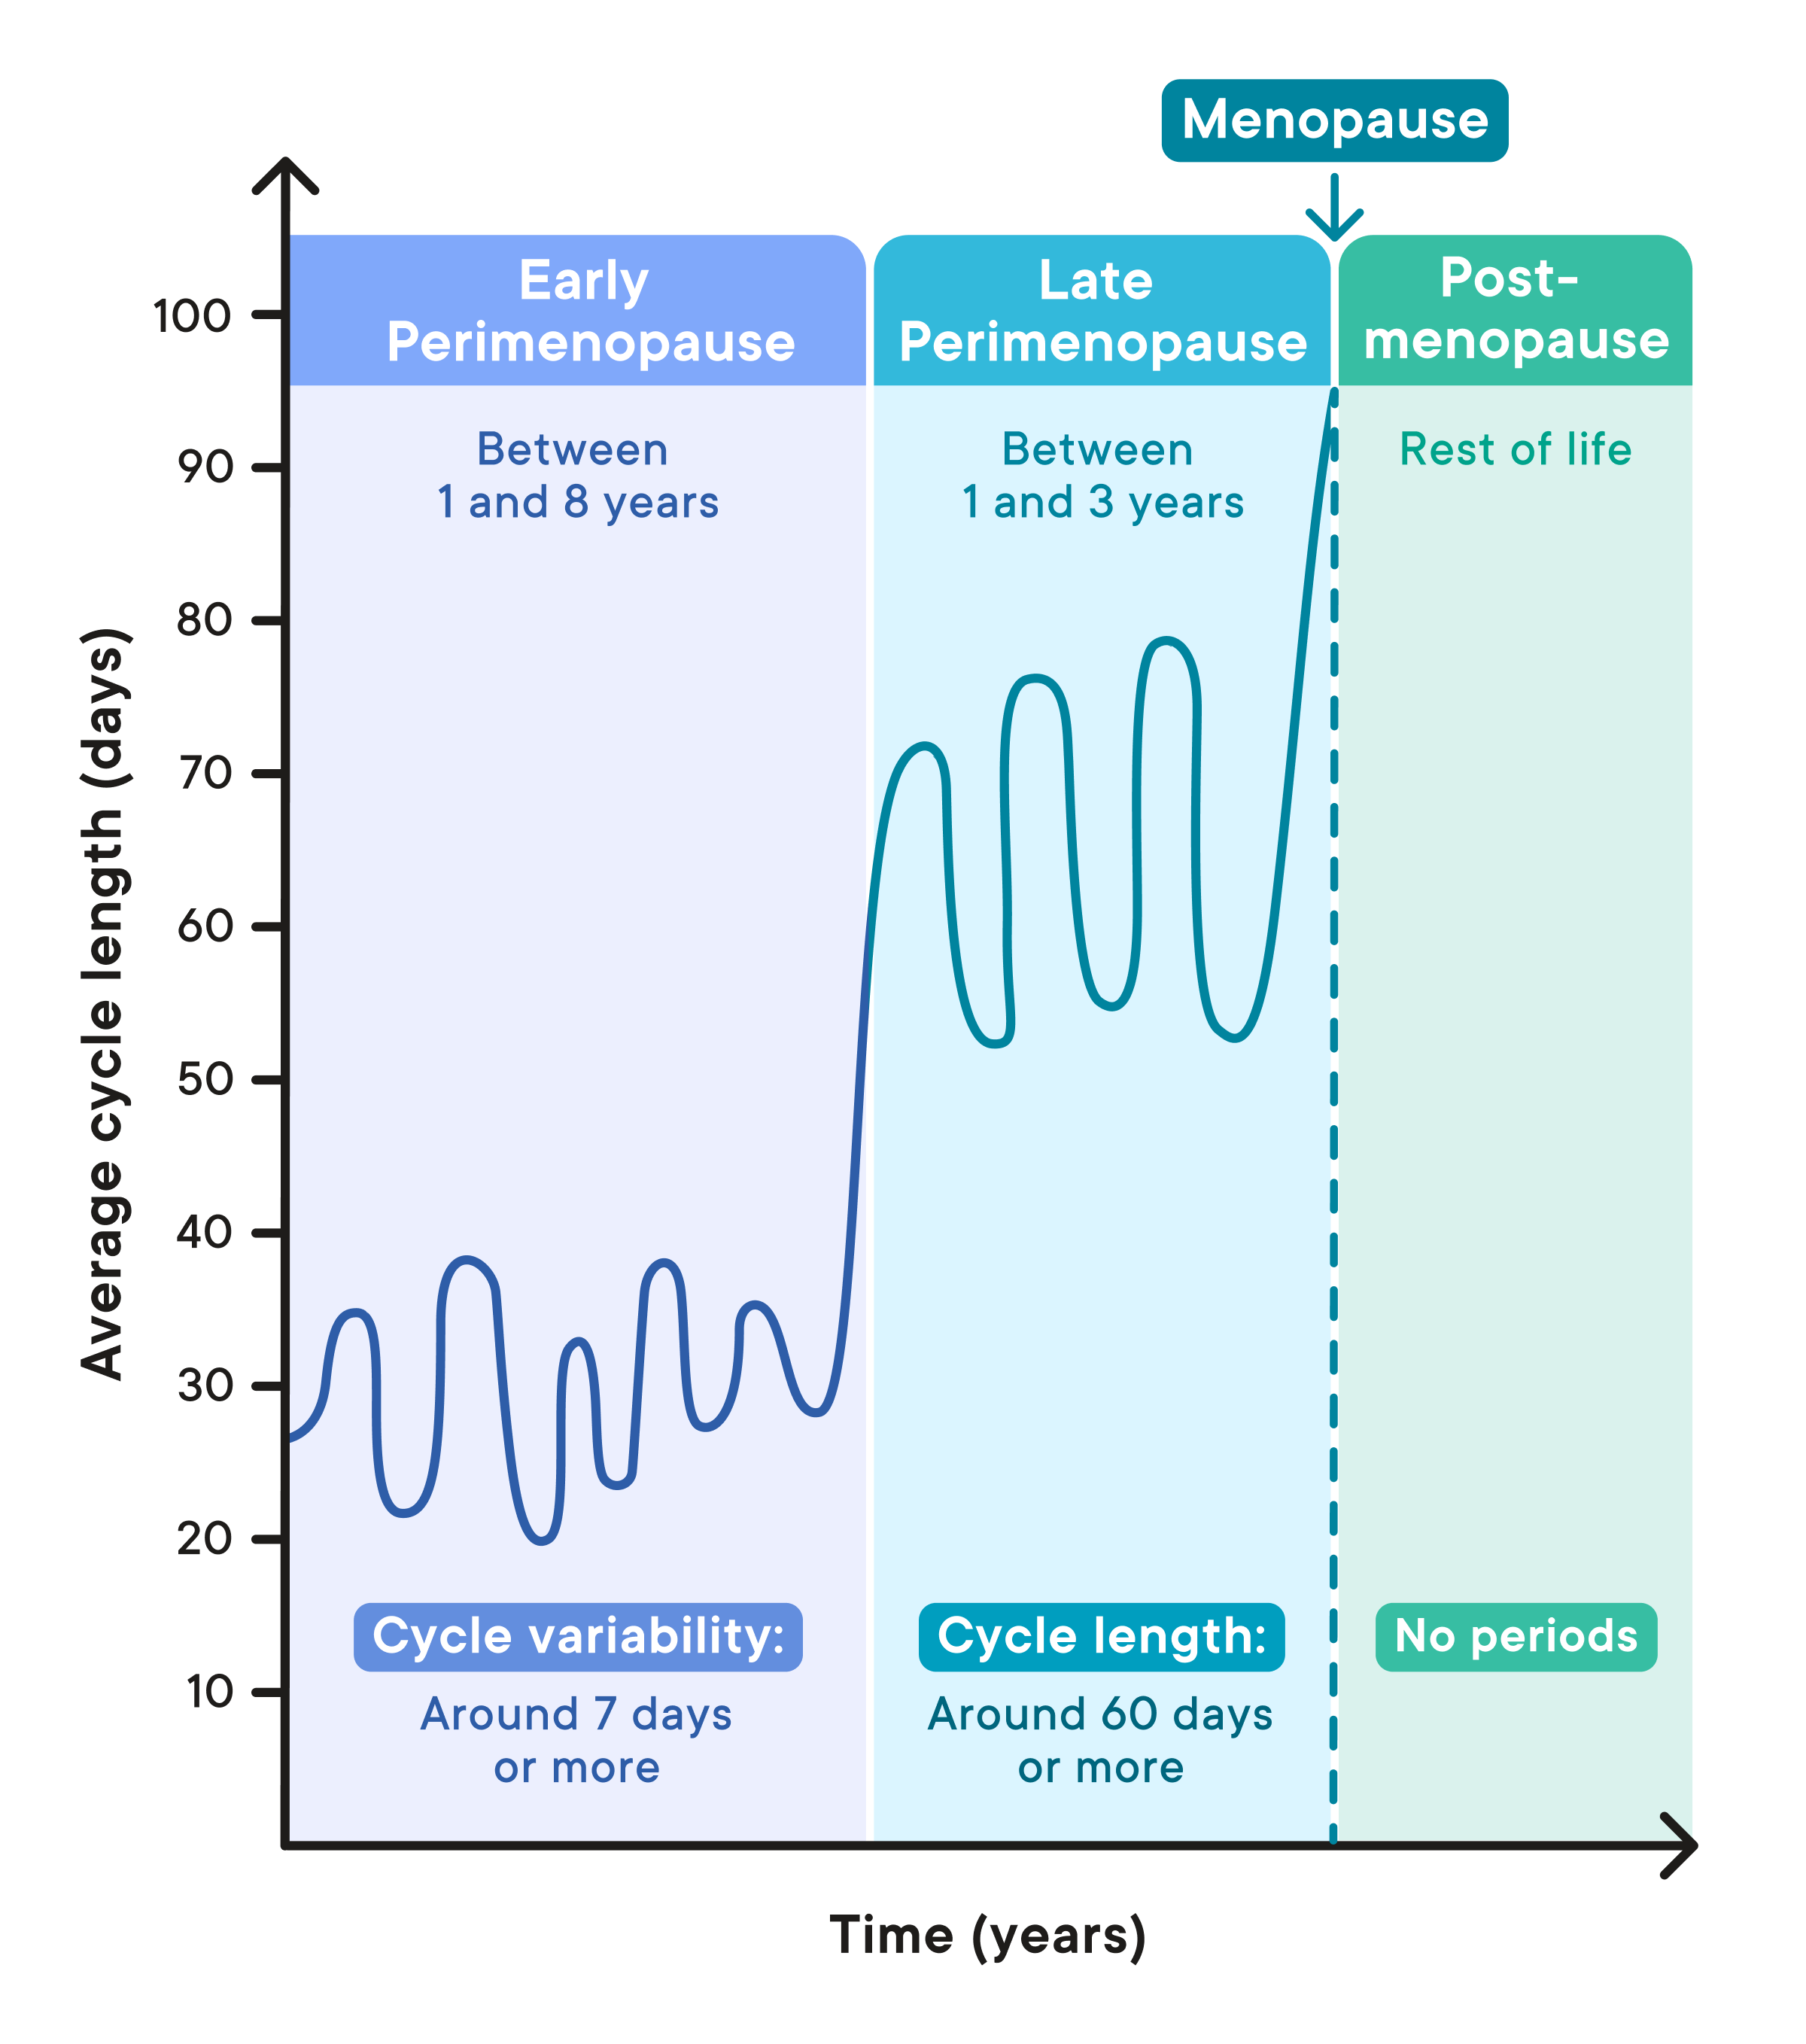 Menopause
Early
Perimenopause
Late
Perimenopause
Post-
menopause
Between
1 and 8 years
Between
1 and 3 years
Rest of life
Average cycle length (days)
100
90
80
70
60
50
40
30
20
10
Cycle variability:
Around 7 days
or more
Cycle length:
Around 60 days
or more
No periods
Time (years)